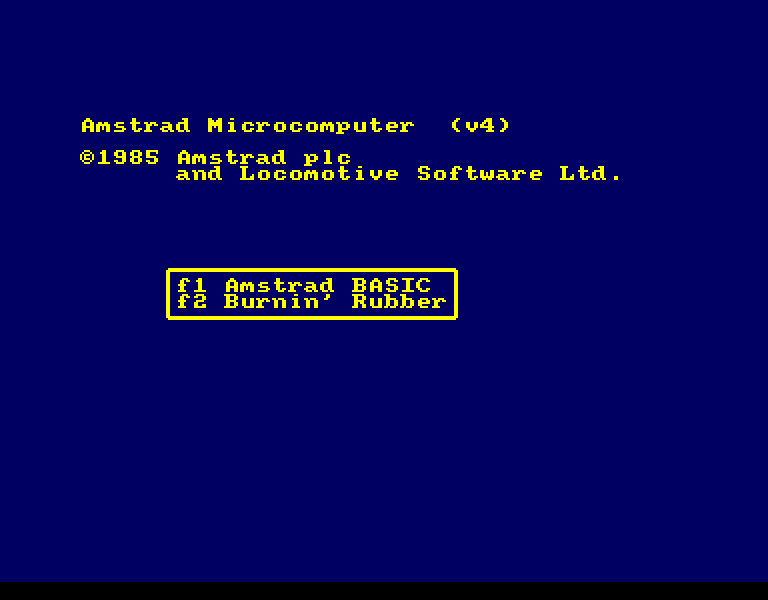 Amstrad Microcomputer  (v4)
©1985 Amstrad plc
and Locomotive Software Ltd.
f1 Amstrad BASIC
f2 Burnin' Rubber